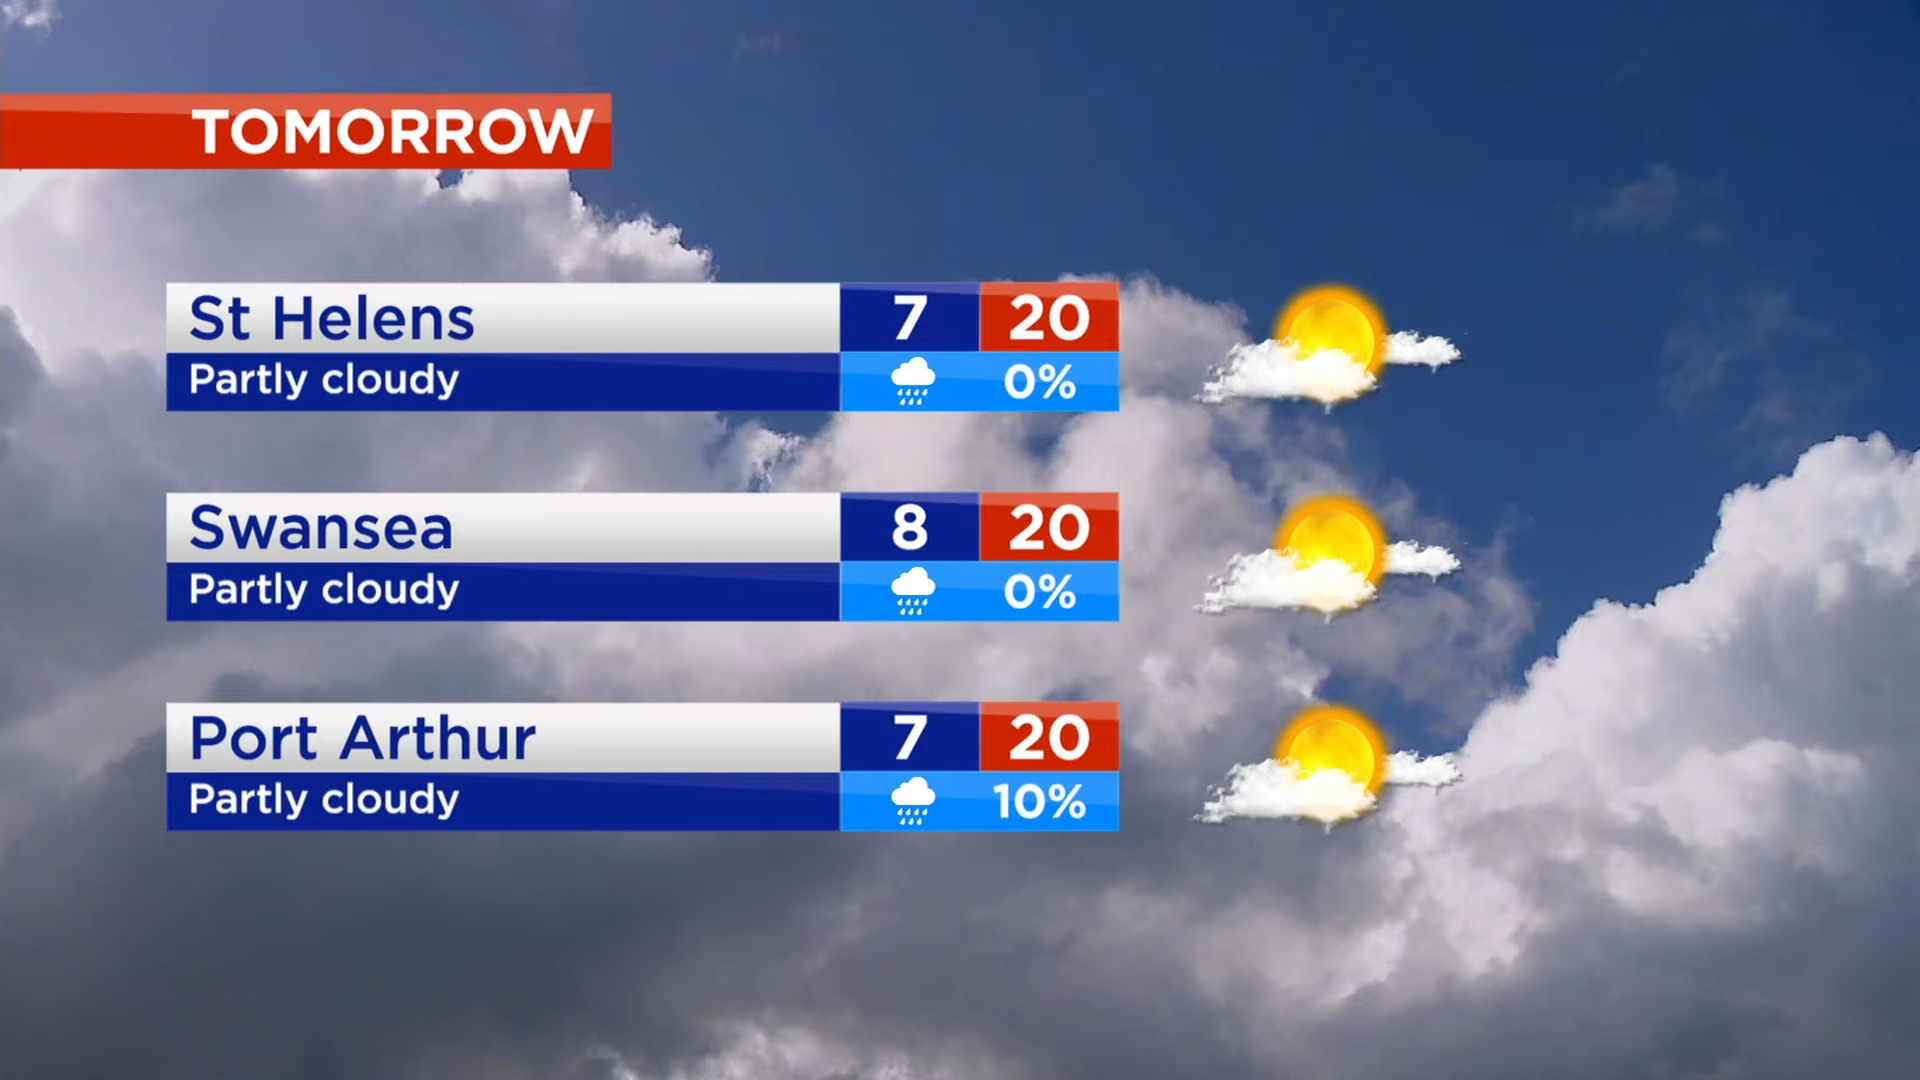 TOMORROW
St Helens 7 20
Partly cloudy 0%
Swansea 8 20
Partly cloudy 0%
Port Arthur 7 20
Partly cloudy 10%